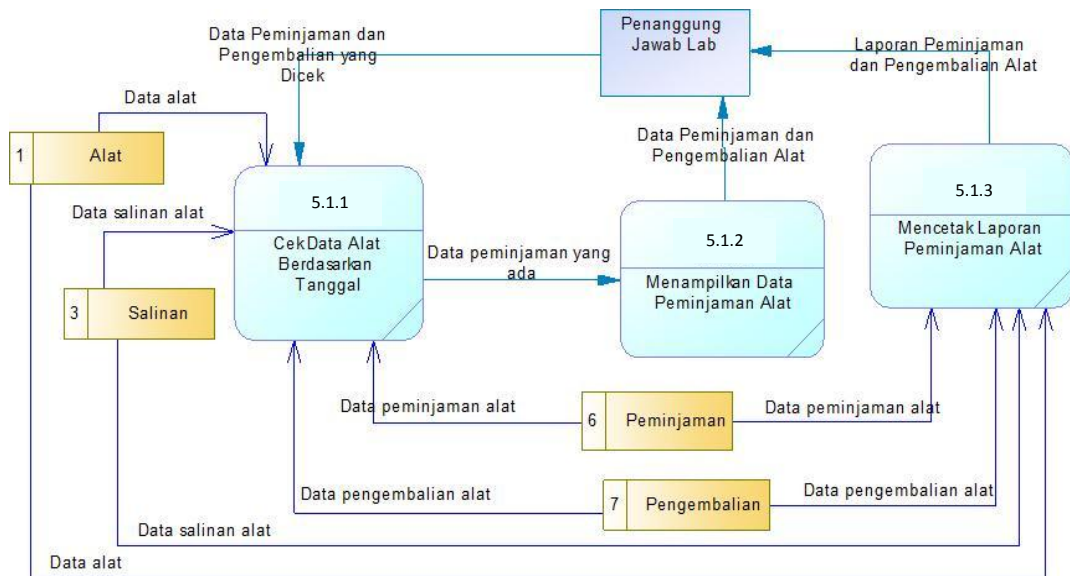 Data Peminjaman dan
Pengembalian yang
Dicek
Penanggung
Jawab Lab
Laporan Peminjaman
dan Pengembalian Alat
Data alat
1
Alat
Data Peminjaman dan
Pengembalian Alat
5.1.1
Cek Data Alat
Berdasarkan
Tanggal
Data salinan alat
Data peminjaman yang
ada
5.1.2
Menampilkan Data
Peminjaman Alat
5.1.3
Mencetak Laporan
Peminjaman Alat
3
Salinan
Data peminjaman alat
6
Peminjaman
Data peminjaman alat
Data pengembalian alat
7
Pengembalian
Data pengembalian alat
Data salinan alat
Data alat